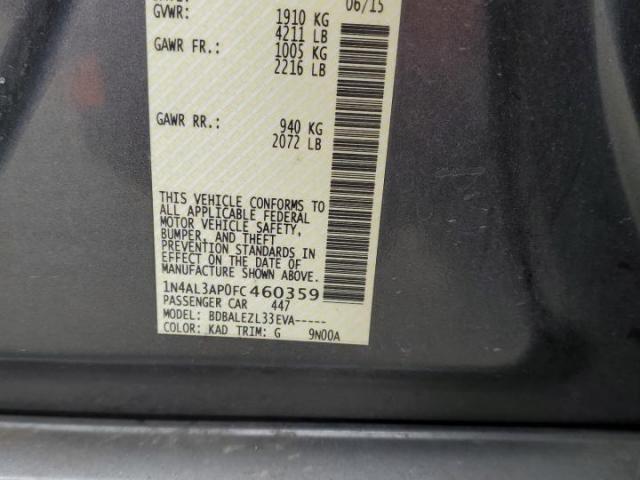 06/15
GVWR: 1910 KG
4211 LB
GAWR FR.: 1005 KG
2216 LB
GAWR RR.: 940 KG
2072 LB
THIS VEHICLE CONFORMS TO
ALL APPLICABLE FEDERAL
MOTOR VEHICLE SAFETY,
BUMPER, AND THEFT
PREVENTION STANDARDS IN
EFFECT ON THE DATE OF
MANUFACTURE SHOWN ABOVE.
1N4AL3AP0FC460359
PASSENGER CAR 447
MODEL: BDBALEZL33EVA-----
COLOR: KAD TRIM: G 9N00A